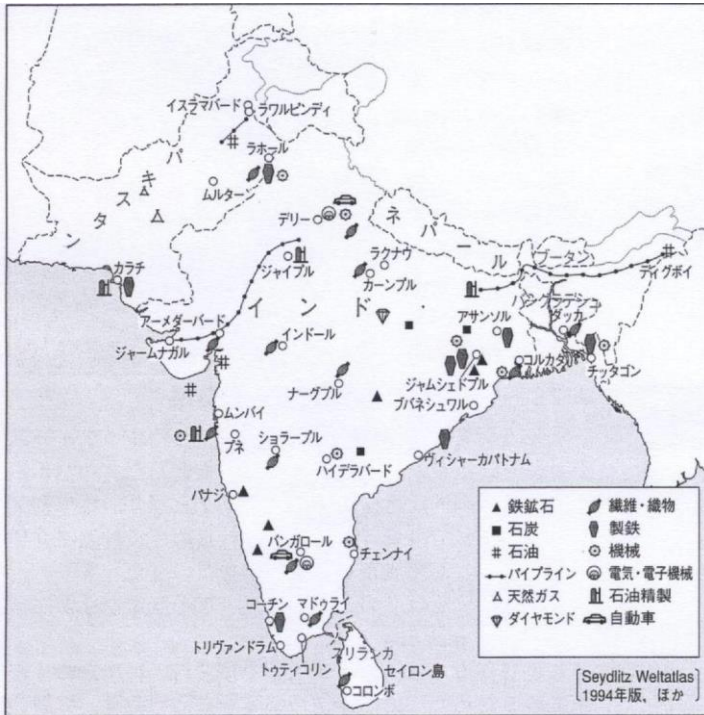 イスラマバード
ラワルピンディ
ラホール
パキスタン
ムルターン
デリー
ネパール
ブータン
ディグボイ
カラチ
ジャイプル
ラクナウ
カーンプル
バングラデシュ
インド
アサンソル
ダッカ
アーメダーバード
ジャームナガル
インドール
コルカタ
チッタゴン
ナーグプル
ジャムシェドプル
ブバネシュワル
ムンバイ
プネ
ショラープル
ハイデラバード
ヴィシャーカパトナム
パナジ
バンガロール
チェンナイ
コーチン
マドゥライ
トリヴァンドラム
トゥティコリン
スリランカ
セイロン島
コロンボ
鉄鉱石
石炭
石油
パイプライン
天然ガス
ダイヤモンド
繊維・織物
製鉄
機械
電気・電子機械
石油精製
自動車
Seydlitz Weltatlas
1994年版、ほか